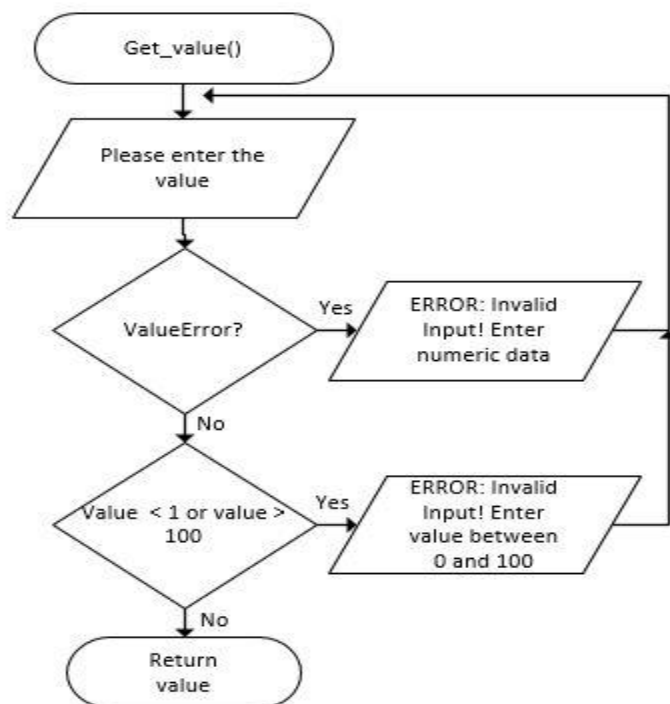 Get_value()
Please enter the
value
ValueError?
Yes
ERROR: Invalid
Input! Enter
numeric data
No
Value < 1 or value >
100
Yes
ERROR: Invalid
Input! Enter
value between
0 and 100
No
Return
value